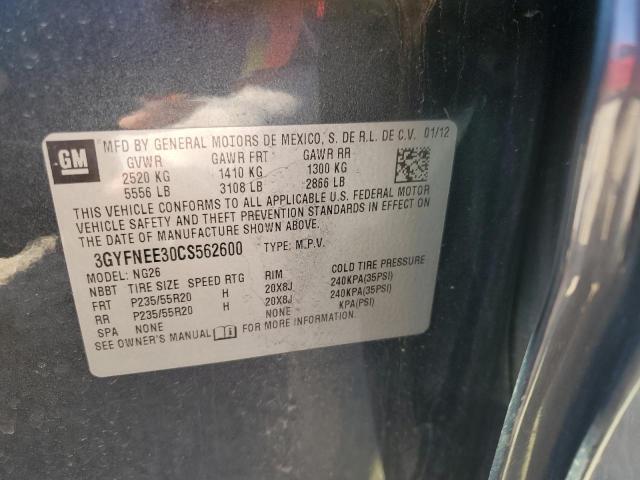 GM
MFD BY GENERAL MOTORS DE MEXICO, S. DE R.L. DE C.V. 01/12
GVWR GAWR FRT GAWR RR
2520 KG 1410 KG 1300 KG
5556 LB 3108 LB 2866 LB
THIS VEHICLE CONFORMS TO ALL APPLICABLE U.S. FEDERAL MOTOR
VEHICLE SAFETY AND THEFT PREVENTION STANDARDS IN EFFECT ON
THE DATE OF MANUFACTURE SHOWN ABOVE.
3GYFNEE30CS562600 TYPE: M.P.V.
MODEL: NG26
NBBT TIRE SIZE SPEED RTG RIM COLD TIRE PRESSURE
FRT P235/55R20 H 20X8J 240KPA(35PSI)
RR P235/55R20 H 20X8J 240KPA(35PSI)
SPA NONE NONE KPA(PSI)
SEE OWNER'S MANUAL FOR MORE INFORMATION.